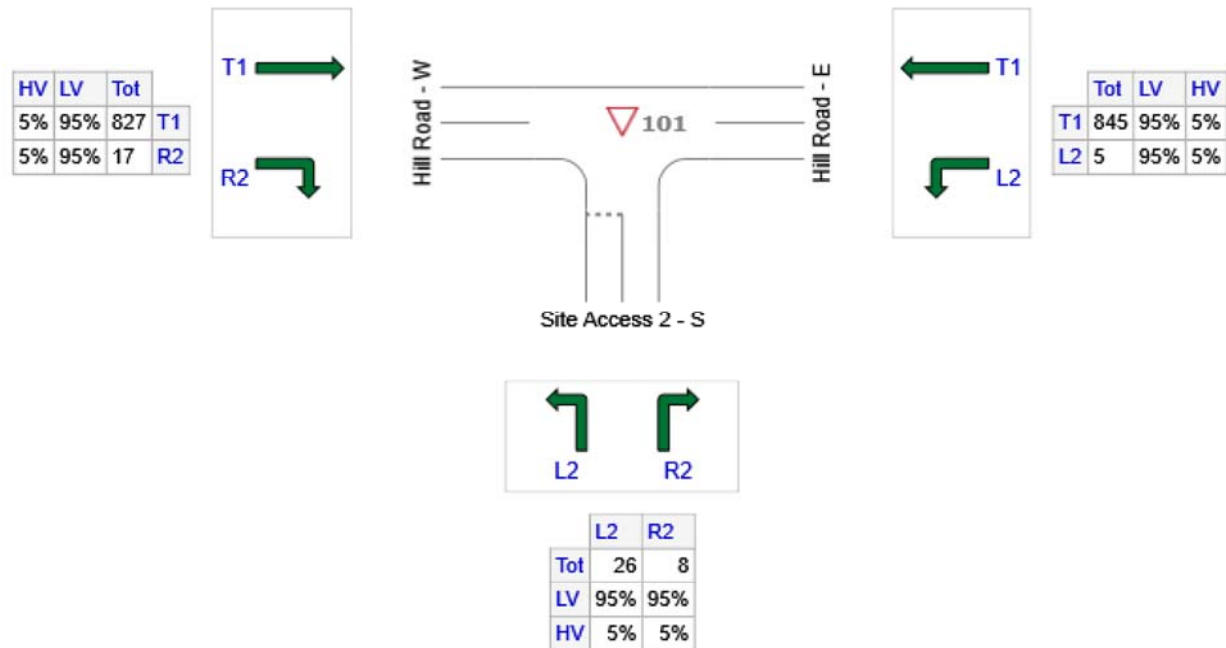 HV LV Tot
5% 95% 827 T1
5% 95% 17 R2
T1
R2
Hill Road - W
101
Hill Road - E
T1
L2
Tot LV HV
T1 845 95% 5%
L2 5 95% 5%
Site Access 2 - S
L2 R2
L2 R2
Tot 26 8
LV 95% 95%
HV 5% 5%